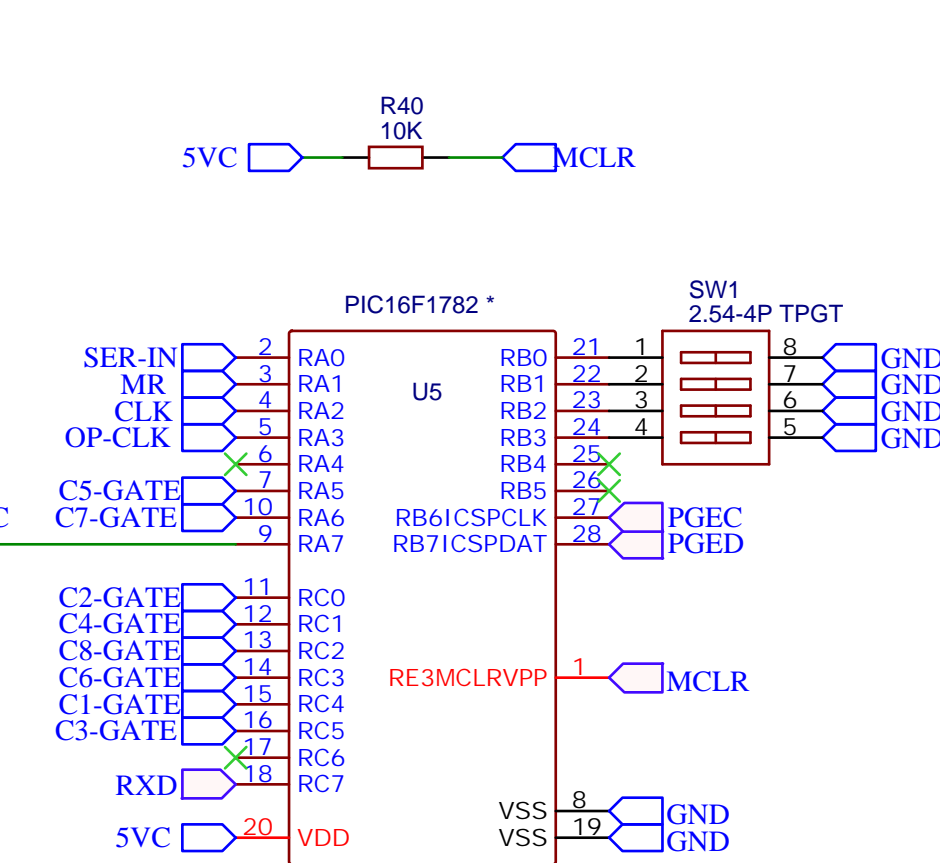 R40
10K
5VC
MCLR
SW1
2.54-4P TPGT
PIC16F1782 *
U5
SER-IN 2 RA0 RB0 21 1 8 GND
MR 3 RA1 RB1 22 2 7 GND
CLK 4 RA2 RB2 23 3 6 GND
OP-CLK 5 RA3 RB3 24 4 5 GND
6 RA4 RB4 25
C5-GATE 7 RA5 RB5 26
C C7-GATE 10 RA6 RB6ICSPCLK 27 PGEC
9 RA7 RB7ICSPDAT 28 PGED
C2-GATE 11 RC0
C4-GATE 12 RC1
C8-GATE 13 RC2
C6-GATE 14 RC3 RE3MCLRVPP 1 MCLR
C1-GATE 15 RC4
C3-GATE 16 RC5
17 RC6
RXD 18 RC7
VSS 8 GND
5VC 20 VDD VSS 19 GND